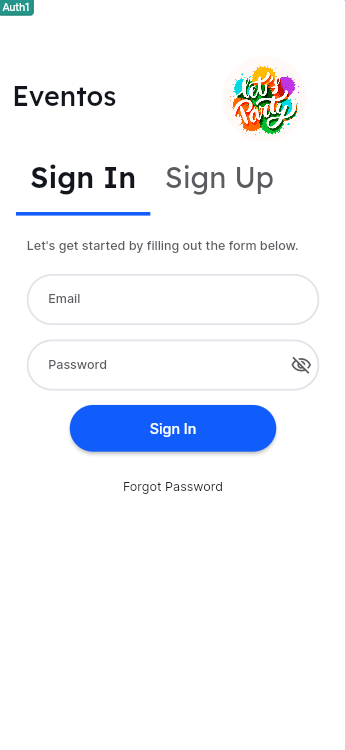 Auth1
Eventos
let's
Party
Sign In Sign Up
Let's get started by filling out the form below.
Email
Password
Sign In
Forgot Password